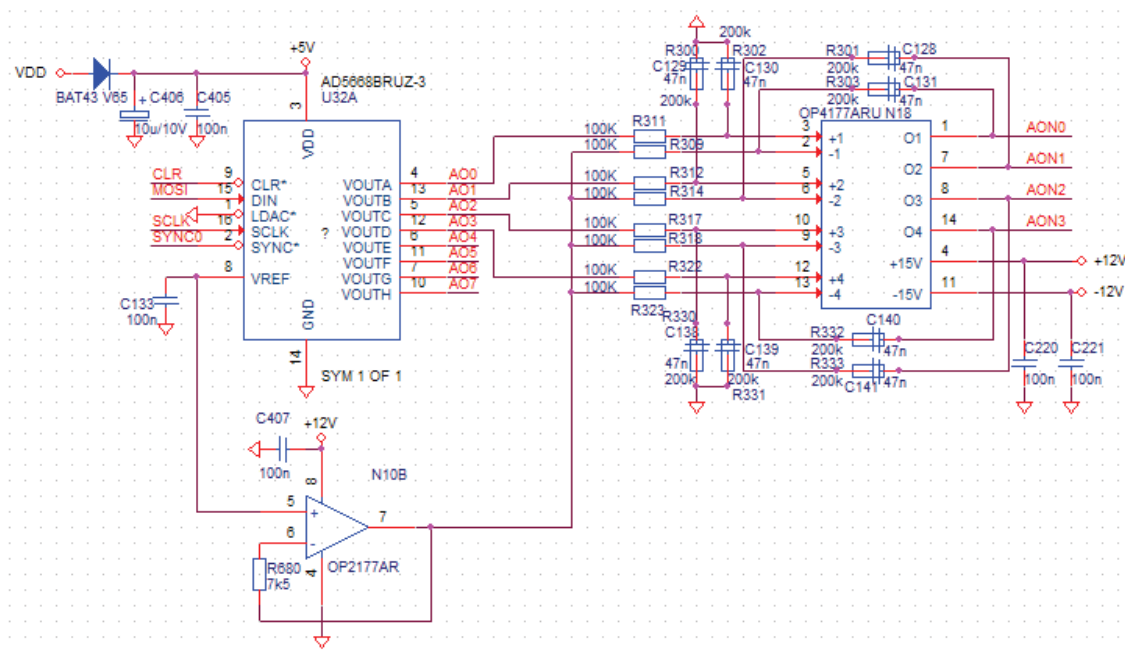 +5V
VDD
BAT43 V65
+ C406
10u/10V
C405
100n
AD5668BRUZ-3
U32A
3
VDD
CLR 9 CLR*
MOSI 15 DIN
1 LDAC*
SCLK 16 SCLK
SYNC0 2 SYNC*
8 VREF
?
GND
14
SYM 1 OF 1
VOUTA 4 AO0
VOUTB 13 AO1
VOUTC 5 AO2
VOUTD 12 AO3
VOUTE 6 AO4
VOUTF 11 AO5
VOUTG 7 AO6
VOUTH 10 AO7
C133
100n
200k
R300 R302
C129 C130
47n 47n
200k
R301 C128
200k 47n
R303 C131
200k 47n
OP4177ARU N18
100K R311
100K R309
100K R312
100K R314
100K R317
100K R318
100K R322
100K R323
3 +1
2 -1
5 +2
6 -2
10 +3
9 -3
12 +4
13 -4
O1 1 AON0
O2 7 AON1
O3 8 AON2
O4 14 AON3
+15V 4 +12V
-15V 11 -12V
R330
C138 C139
47n 47n
200k 200k
R331
R332 C140
200k 47n
R333
200k C141 47n
C220 C221
100n 100n
C407
100n
+12V
N10B
8
5 +
6 -
7
4
OP2177AR
R680
7k5